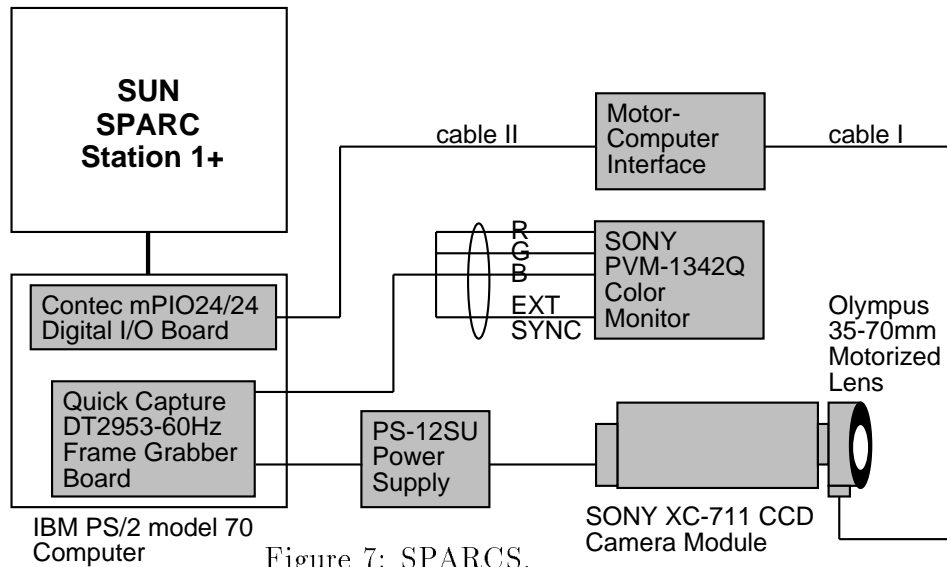 SUN
SPARC
Station 1+
cable II
Motor-
Computer
Interface
cable I
R
G
B
EXT
SYNC
SONY
PVM-1342Q
Color
Monitor
Contec mPIO24/24
Digital I/O Board
Olympus
35-70mm
Motorized
Lens
Quick Capture
DT2953-60Hz
Frame Grabber
Board
PS-12SU
Power
Supply
IBM PS/2 model 70
Computer
SONY XC-711 CCD
Camera Module
Figure 7: SPARCS.